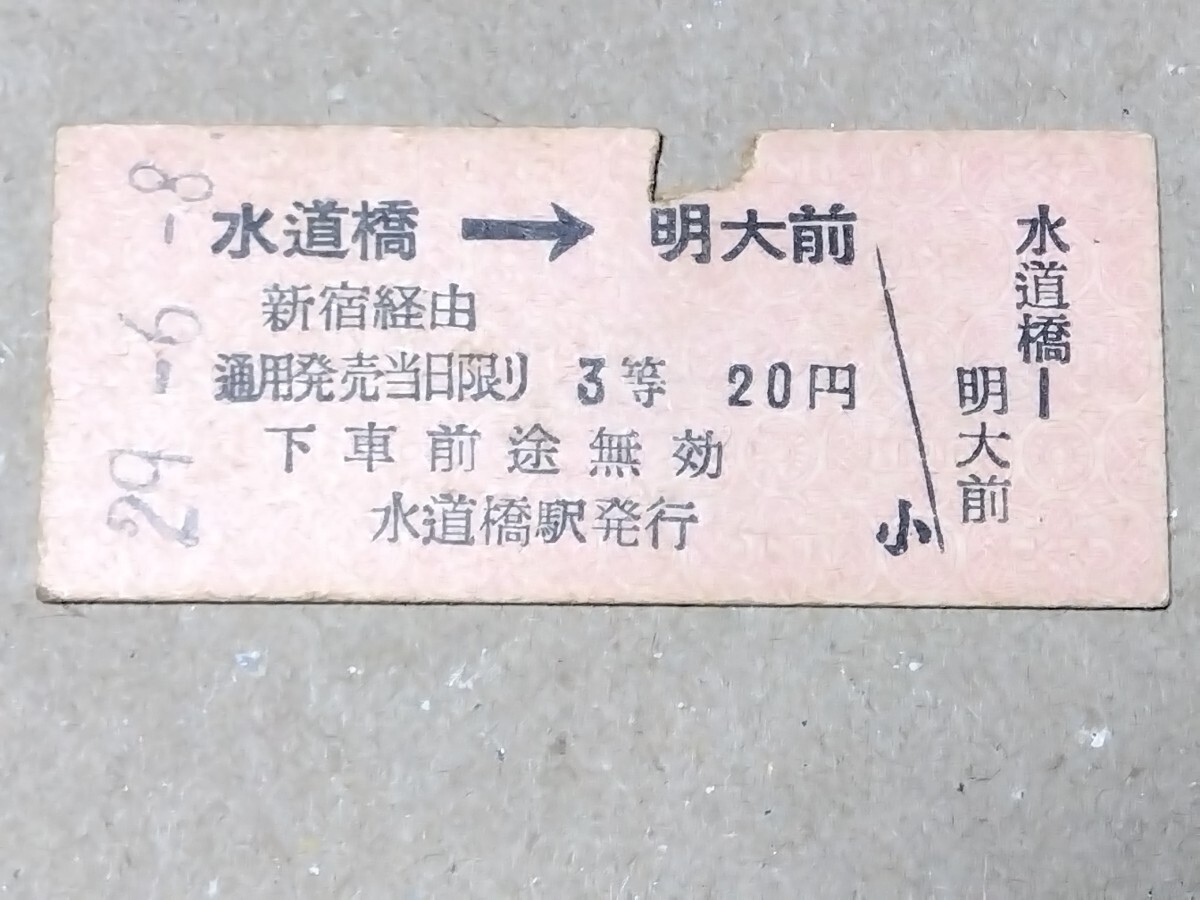 29-6-8
水道橋 → 明大前
新宿経由
通用発売当日限り 3等 20円
下車前途無効
水道橋駅発行
小
水道橋ー
明大前